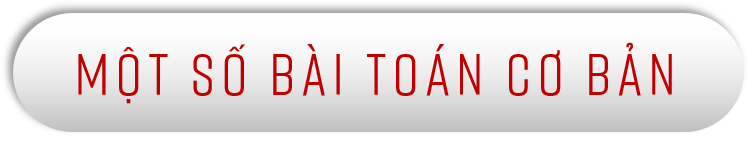 MỘT SỐ BÀI TOÁN CƠ BẢN